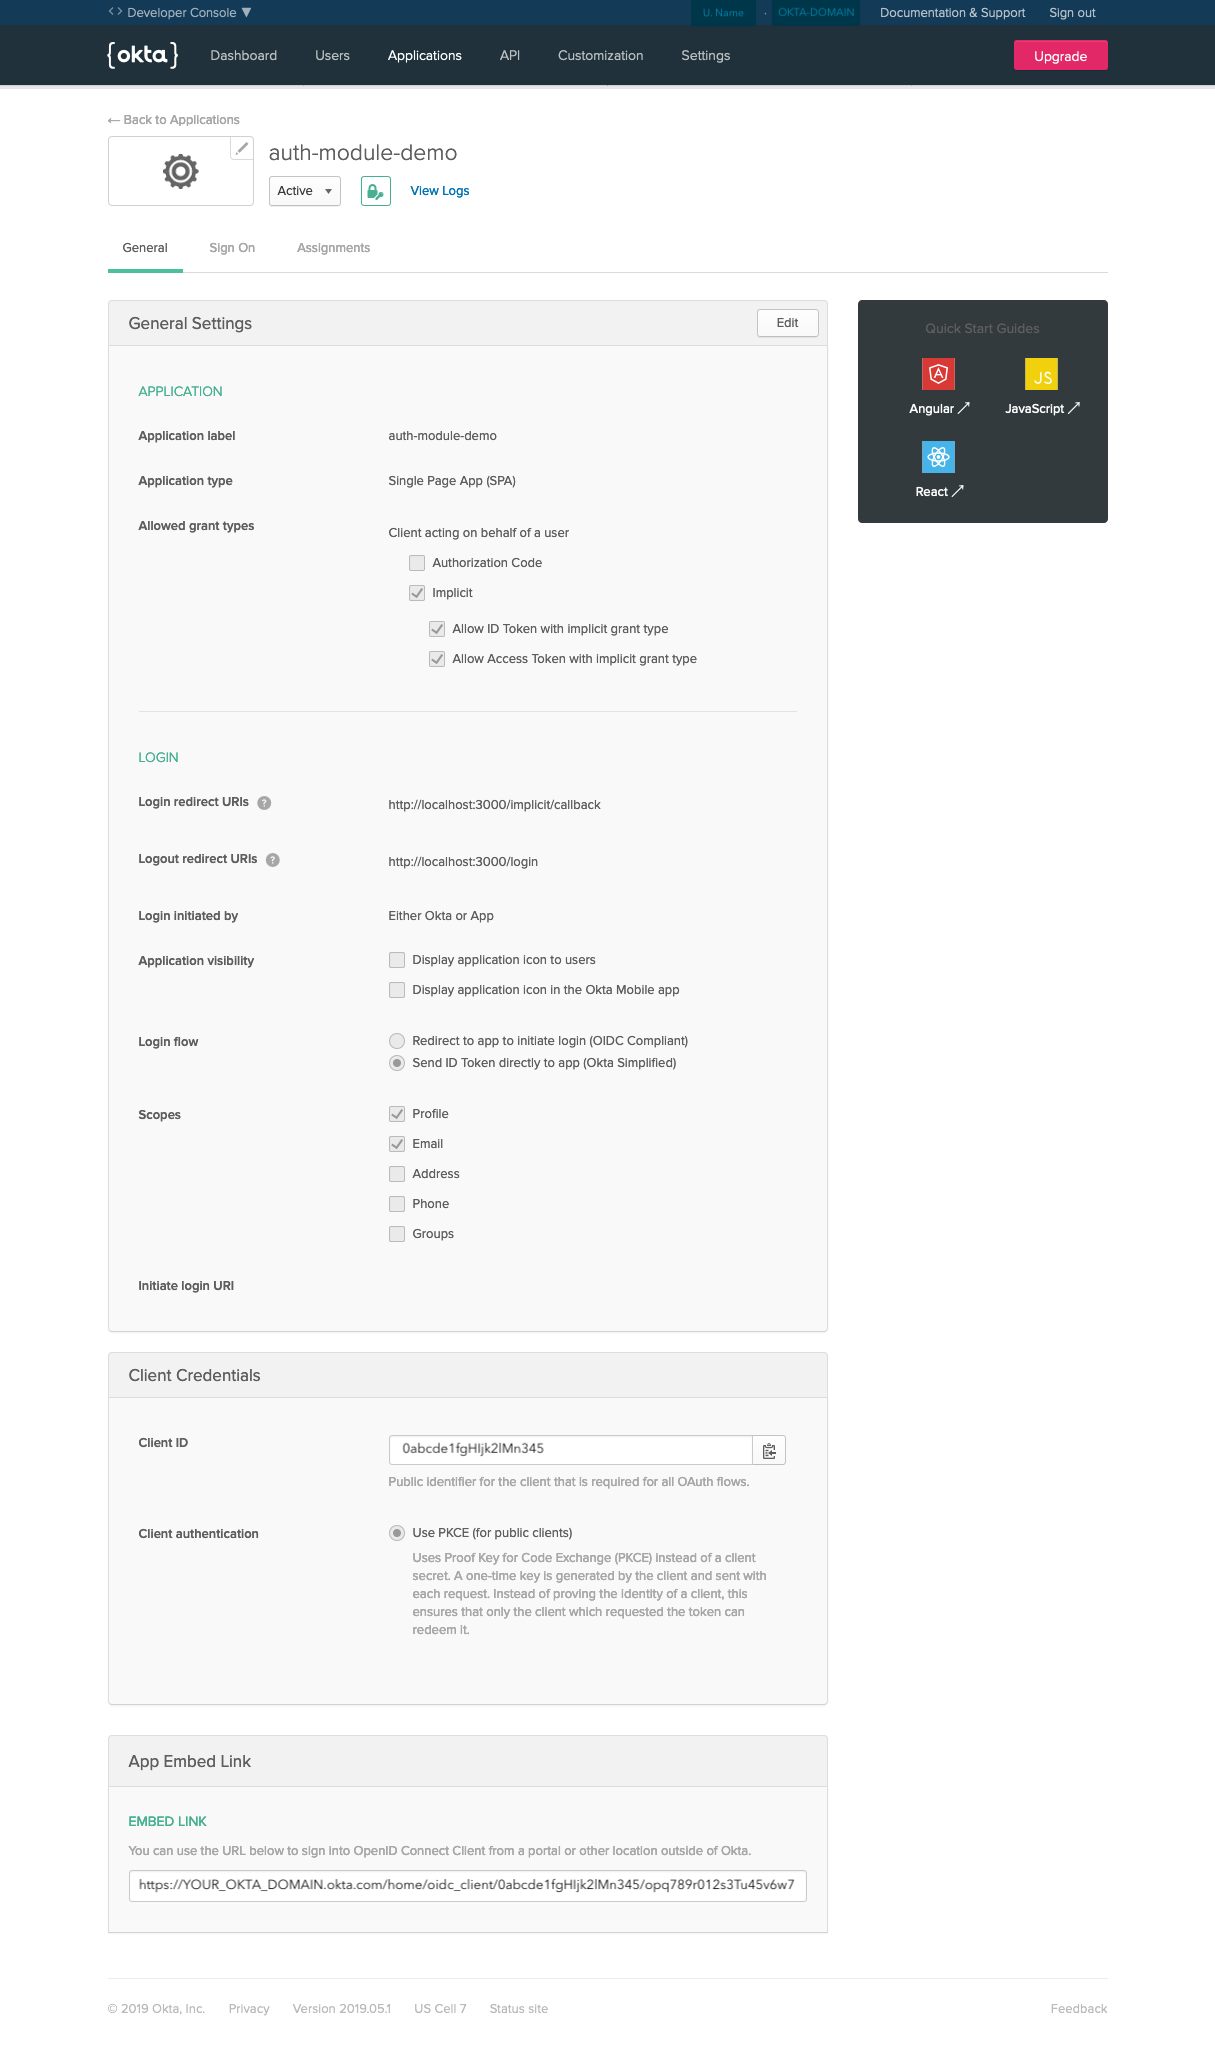 <> Developer Console ▼
U. Name · OKTA-DOMAIN Documentation & Support Sign out
{okta} Dashboard Users Applications API Customization Settings Upgrade
← Back to Applications
auth-module-demo
Active ▾ View Logs
General Sign On Assignments
General Settings Edit
APPLICATION
Application label auth-module-demo
Application type Single Page App (SPA)
Allowed grant types
Client acting on behalf of a user
Authorization Code
Implicit
Allow ID Token with implicit grant type
Allow Access Token with implicit grant type
LOGIN
Login redirect URIs ? http://localhost:3000/implicit/callback
Logout redirect URIs ? http://localhost:3000/login
Login initiated by Either Okta or App
Application visibility Display application icon to users
Display application icon in the Okta Mobile app
Login flow Redirect to app to initiate login (OIDC Compliant)
Send ID Token directly to app (Okta Simplified)
Scopes Profile
Email
Address
Phone
Groups
Initiate login URI
Quick Start Guides
A JS
Angular ↗ JavaScript ↗
React ↗
Client Credentials
Client ID 0abcde1fgHIjk2lMn345
Public identifier for the client that is required for all OAuth flows.
Client authentication Use PKCE (for public clients)
Uses Proof Key for Code Exchange (PKCE) instead of a client
secret. A one-time key is generated by the client and sent with
each request. Instead of proving the identity of a client, this
ensures that only the client which requested the token can
redeem it.
App Embed Link
EMBED LINK
You can use the URL below to sign into OpenID Connect Client from a portal or other location outside of Okta.
https://YOUR_OKTA_DOMAIN.okta.com/home/oidc_client/0abcde1fgHIjk2lMn345/opq789r012s3Tu45v6w7
© 2019 Okta, Inc. Privacy Version 2019.05.1 US Cell 7 Status site Feedback